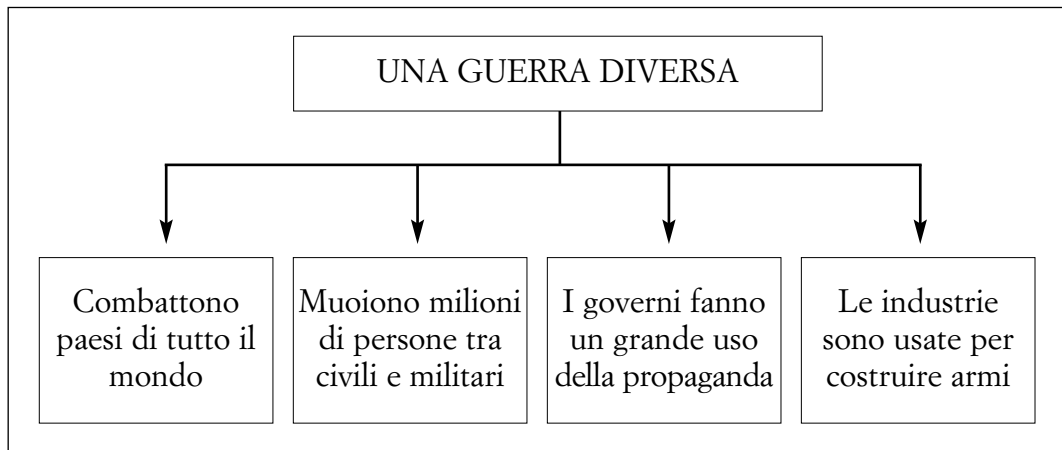 UNA GUERRA DIVERSA
Combattono
paesi di tutto il
mondo
Muoiono milioni
di persone tra
civili e militari
I governi fanno
un grande uso
della propaganda
Le industrie
sono usate per
costruire armi